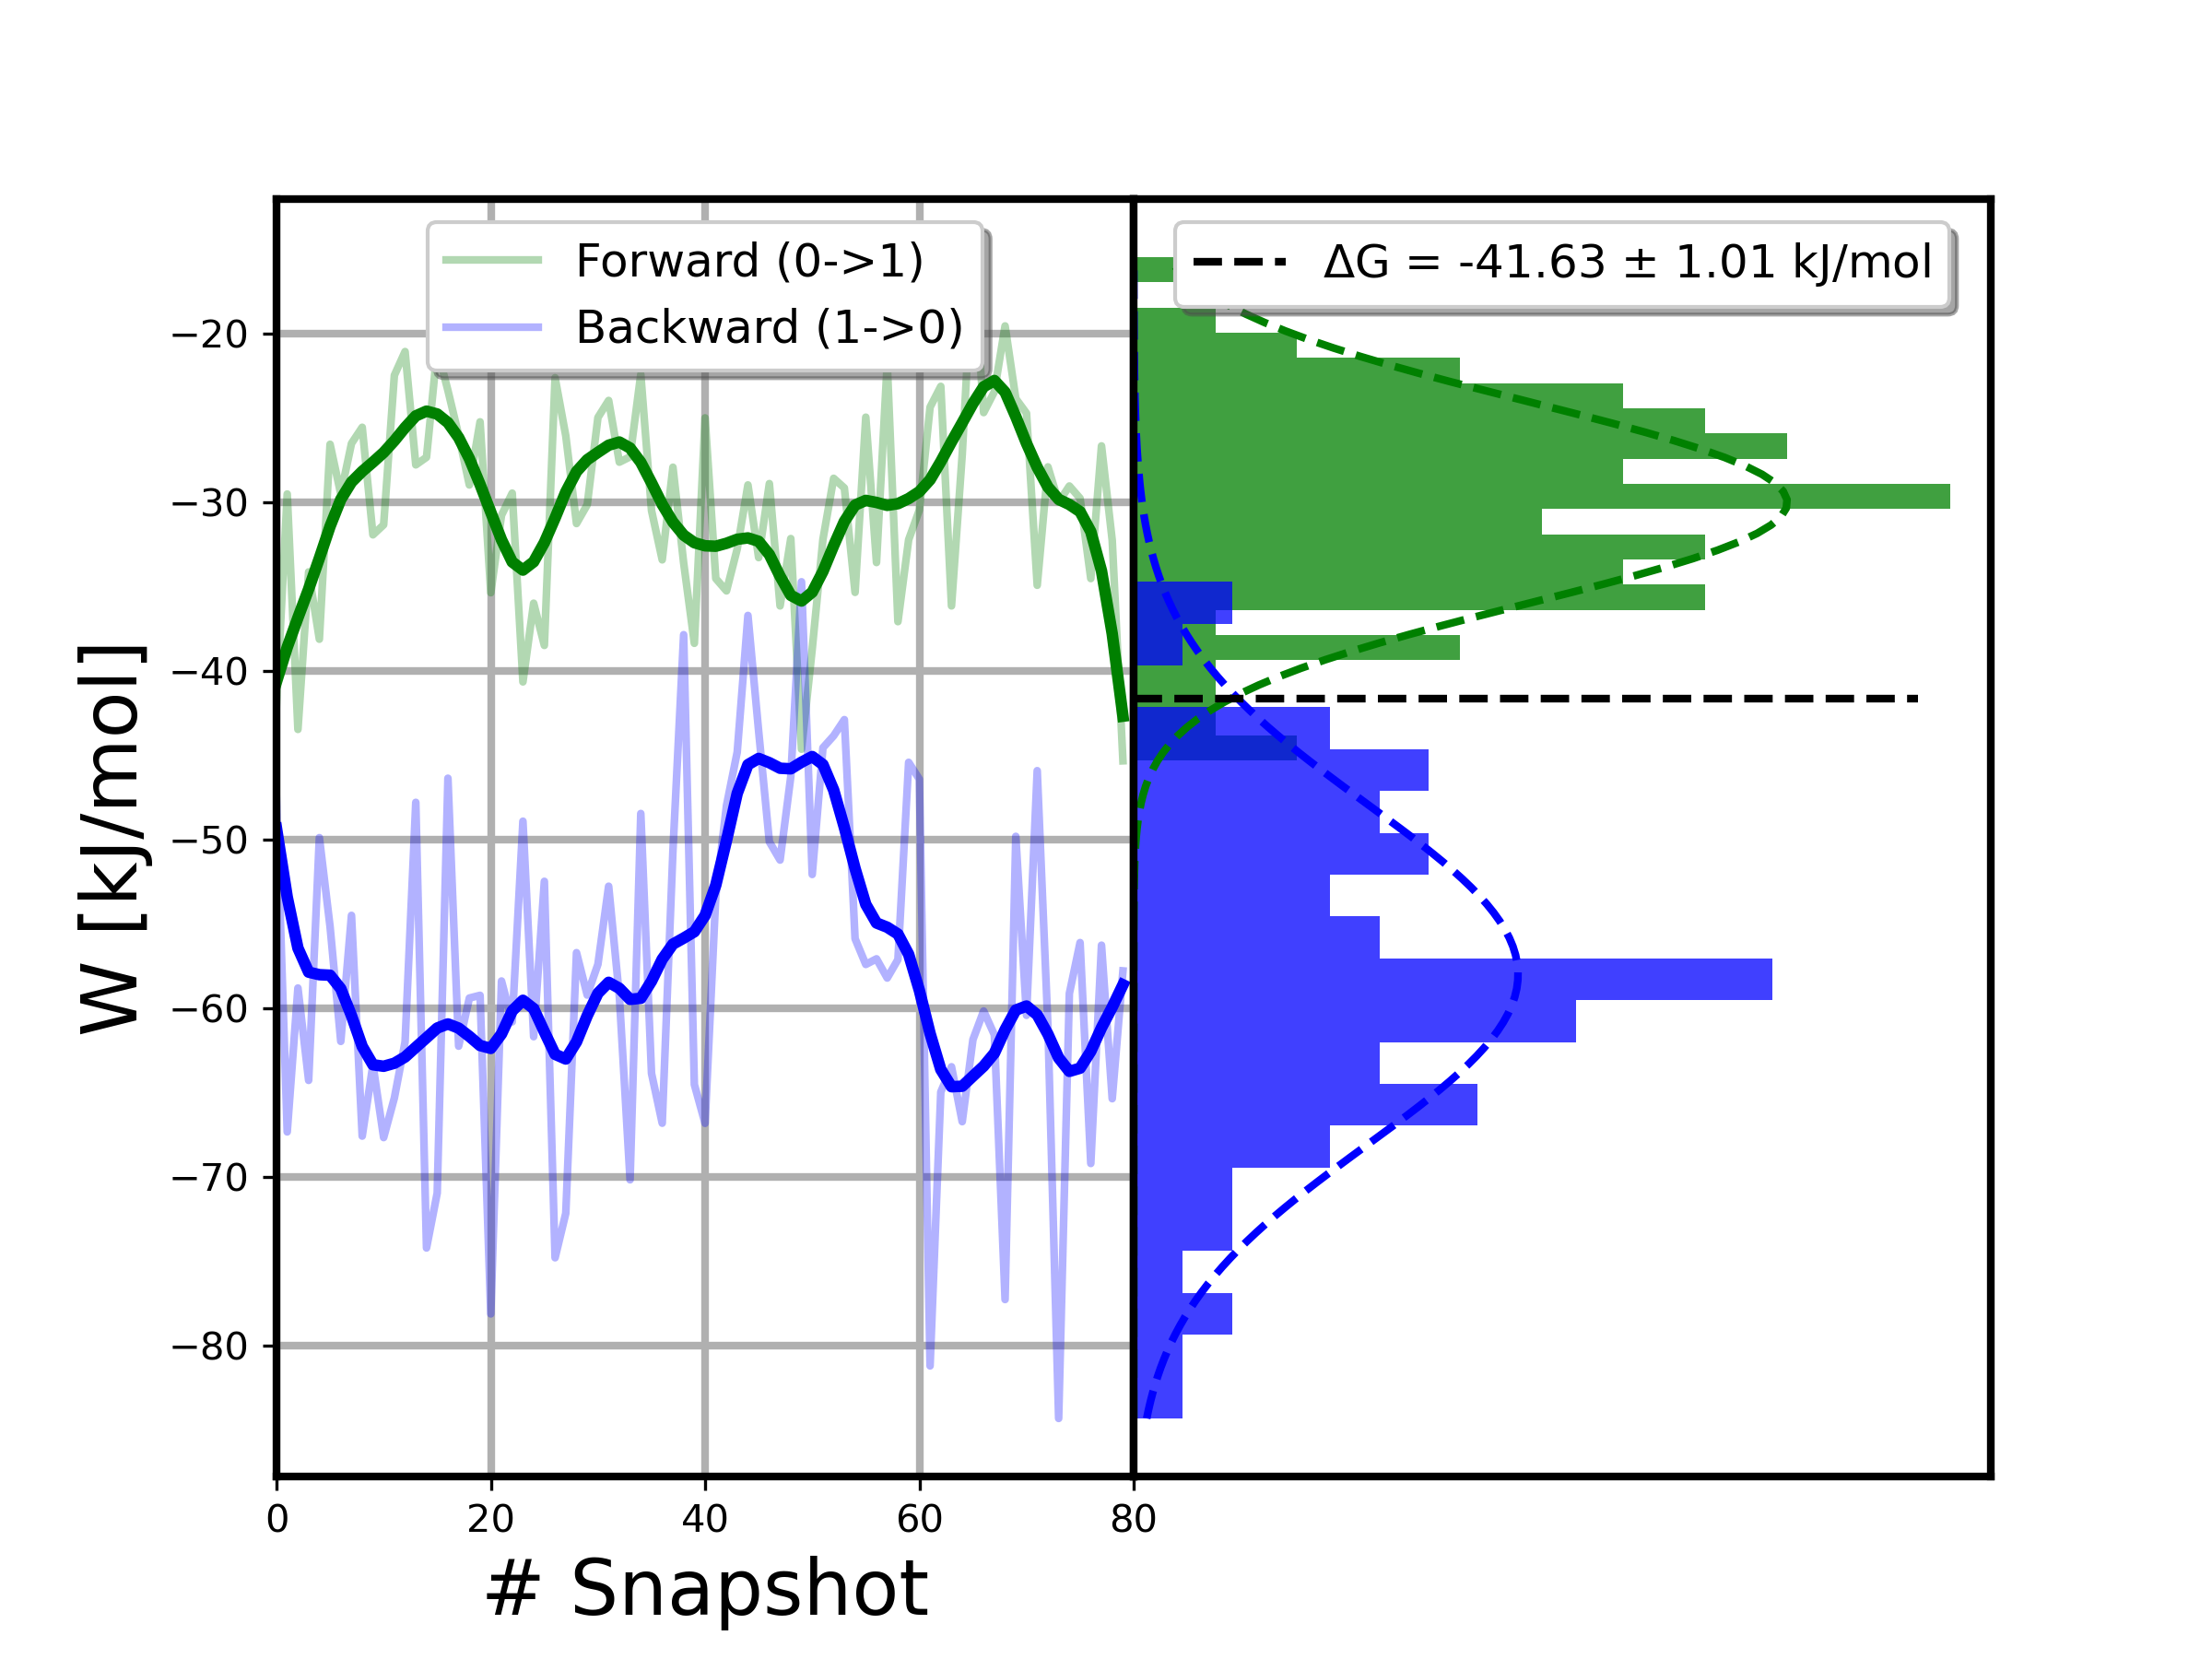 Forward (0->1)
Backward (1->0)
ΔG = -41.63 ± 1.01 kJ/mol
−20
−30
−40
−50
−60
−70
−80
W [kJ/mol]
0 20 40 60 80
# Snapshot